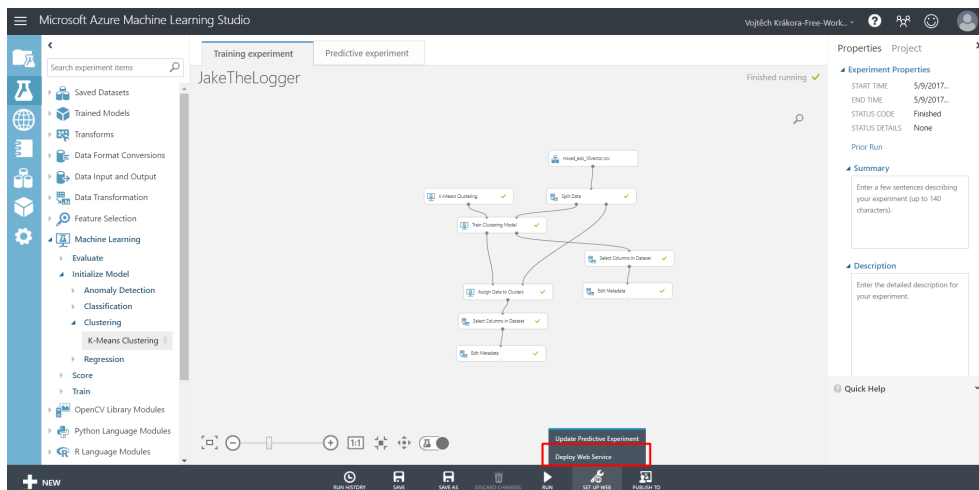 Microsoft Azure Machine Learning Studio
Vojtěch Krákora-Free-Work...
?
Search experiment items
Saved Datasets
Trained Models
Transforms
Data Format Conversions
Data Input and Output
Data Transformation
Feature Selection
Machine Learning
Evaluate
Initialize Model
Anomaly Detection
Classification
Clustering
K-Means Clustering
Regression
Score
Train
OpenCV Library Modules
Python Language Modules
R Language Modules
Training experiment
Predictive experiment
JakeTheLogger
Finished running
K-Means Clustering
Split Data
Train Clustering Model
Select Columns in Dataset
Assign Data to Clusters
Edit Metadata
Select Columns in Dataset
Edit Metadata
1:1
Update Predictive Experiment
Deploy Web Service
Properties
Project
Experiment Properties
START TIME 5/9/2017...
END TIME 5/9/2017...
STATUS CODE Finished
STATUS DETAILS None
Prior Run
Summary
Enter a few sentences describing
your experiment (up to 140
characters).
Description
Enter the detailed description for
your experiment.
Quick Help
NEW
RUN HISTORY
SAVE
SAVE AS
DISCARD CHANGES
RUN
SET UP WEB
PUBLISH TO